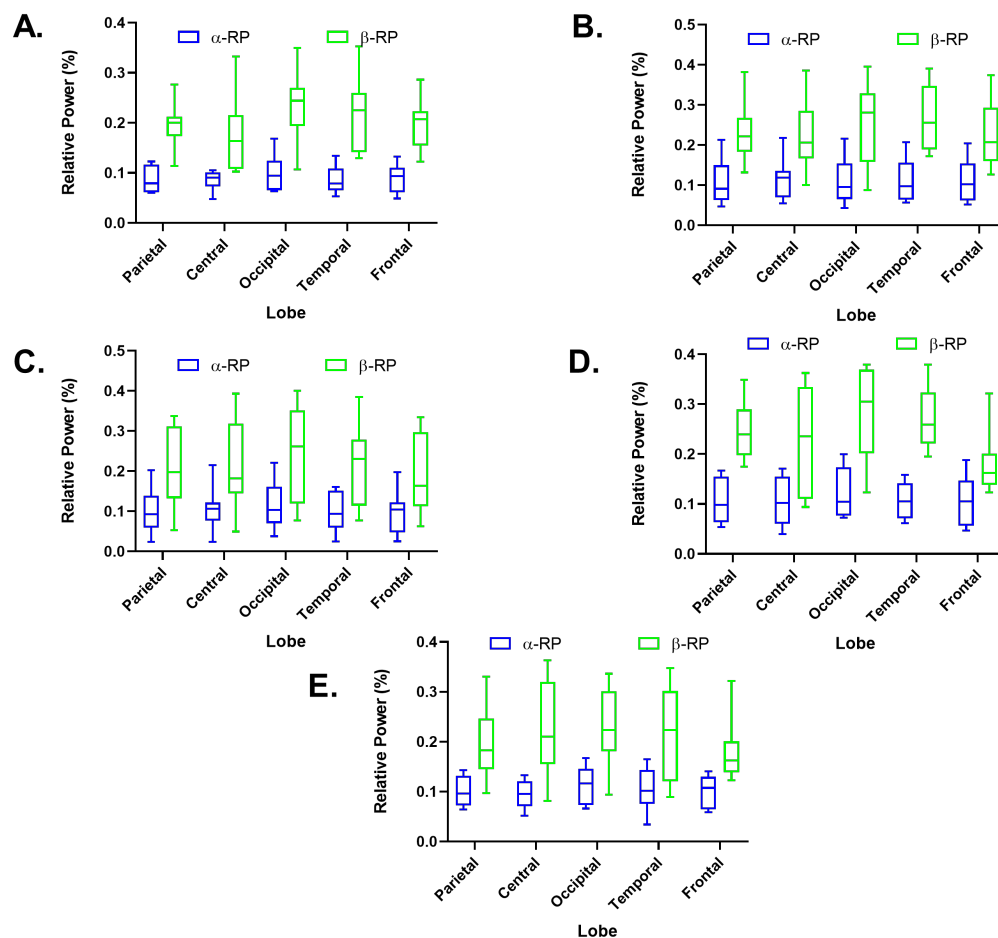 A.
α-RP
β-RP
Relative Power (%)
0.4
0.3
0.2
0.1
0.0
Parietal
Central
Occipital
Temporal
Frontal
Lobe
B.
α-RP
β-RP
Relative Power (%)
0.5
0.4
0.3
0.2
0.1
0.0
Parietal
Central
Occipital
Temporal
Frontal
Lobe
C.
α-RP
β-RP
Relative Power (%)
0.5
0.4
0.3
0.2
0.1
0.0
Parietal
Central
Occipital
Temporal
Frontal
Lobe
D.
α-RP
β-RP
Relative Power (%)
0.4
0.3
0.2
0.1
0.0
Parietal
Central
Occipital
Temporal
Frontal
Lobe
E.
α-RP
β-RP
Relative Power (%)
0.4
0.3
0.2
0.1
0.0
Parietal
Central
Occipital
Temporal
Frontal
Lobe